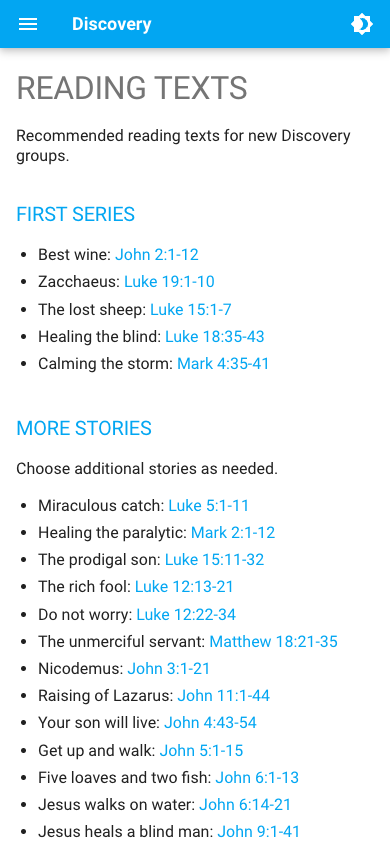 Discovery
READING TEXTS
Recommended reading texts for new Discovery
groups.
FIRST SERIES
• Best wine: John 2:1-12
• Zacchaeus: Luke 19:1-10
• The lost sheep: Luke 15:1-7
• Healing the blind: Luke 18:35-43
• Calming the storm: Mark 4:35-41
MORE STORIES
Choose additional stories as needed.
• Miraculous catch: Luke 5:1-11
• Healing the paralytic: Mark 2:1-12
• The prodigal son: Luke 15:11-32
• The rich fool: Luke 12:13-21
• Do not worry: Luke 12:22-34
• The unmerciful servant: Matthew 18:21-35
• Nicodemus: John 3:1-21
• Raising of Lazarus: John 11:1-44
• Your son will live: John 4:43-54
• Get up and walk: John 5:1-15
• Five loaves and two fish: John 6:1-13
• Jesus walks on water: John 6:14-21
• Jesus heals a blind man: John 9:1-41